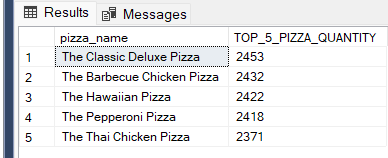 Results Messages
pizza_name TOP_5_PIZZA_QUANTITY
1 The Classic Deluxe Pizza 2453
2 The Barbecue Chicken Pizza 2432
3 The Hawaiian Pizza 2422
4 The Pepperoni Pizza 2418
5 The Thai Chicken Pizza 2371